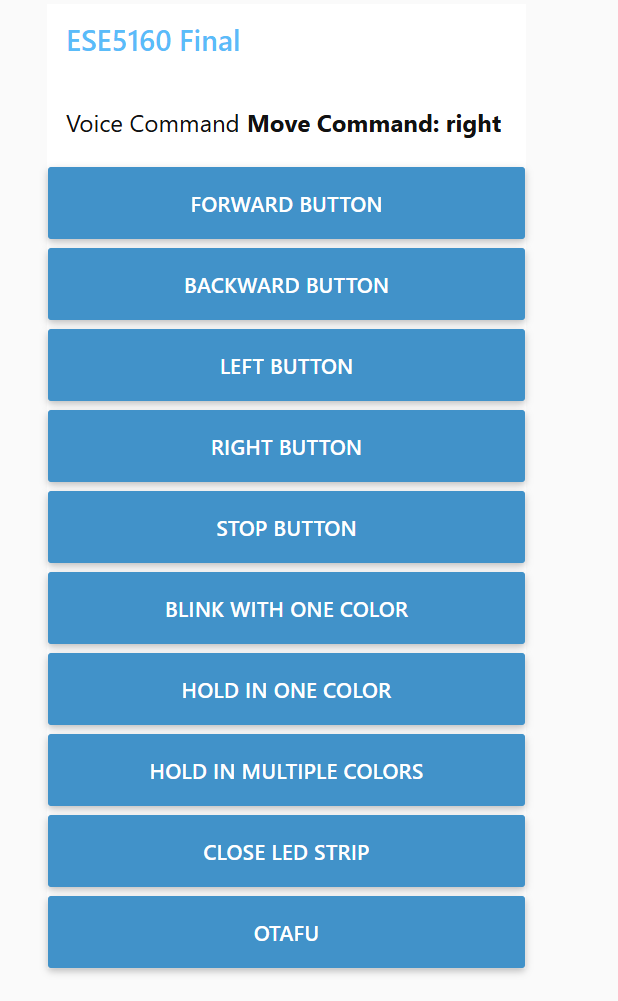 ESE5160 Final
Voice Command Move Command: right
FORWARD BUTTON
BACKWARD BUTTON
LEFT BUTTON
RIGHT BUTTON
STOP BUTTON
BLINK WITH ONE COLOR
HOLD IN ONE COLOR
HOLD IN MULTIPLE COLORS
CLOSE LED STRIP
OTAFU